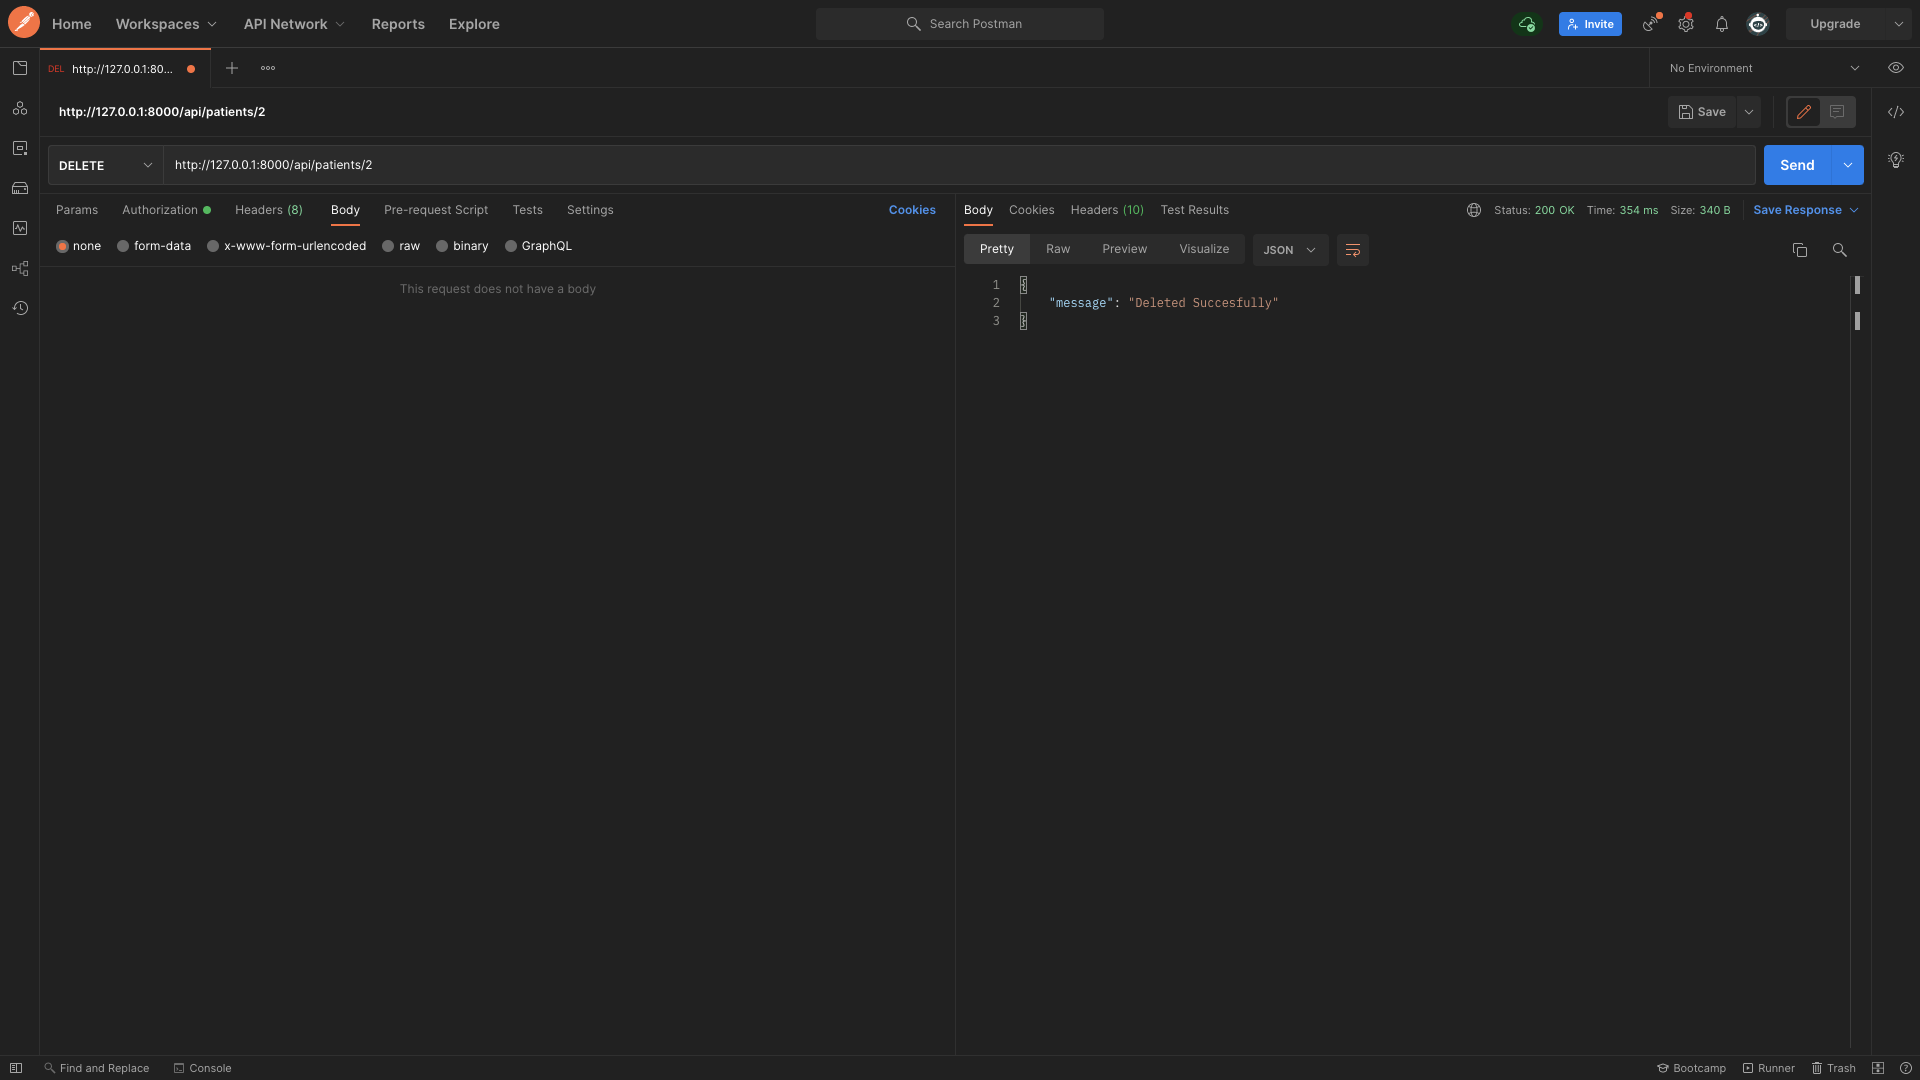 Home Workspaces API Network Reports Explore Search Postman Invite Upgrade
DEL http://127.0.0.1:80... No Environment
http://127.0.0.1:8000/api/patients/2 Save
DELETE http://127.0.0.1:8000/api/patients/2 Send
Params Authorization Headers (8) Body Pre-request Script Tests Settings Cookies
Body Cookies Headers (10) Test Results Status: 200 OK Time: 354 ms Size: 340 B Save Response
none form-data x-www-form-urlencoded raw binary GraphQL
Pretty Raw Preview Visualize JSON
This request does not have a body
1 {
2 "message": "Deleted Succesfully"
3 }
Find and Replace Console Bootcamp Runner Trash